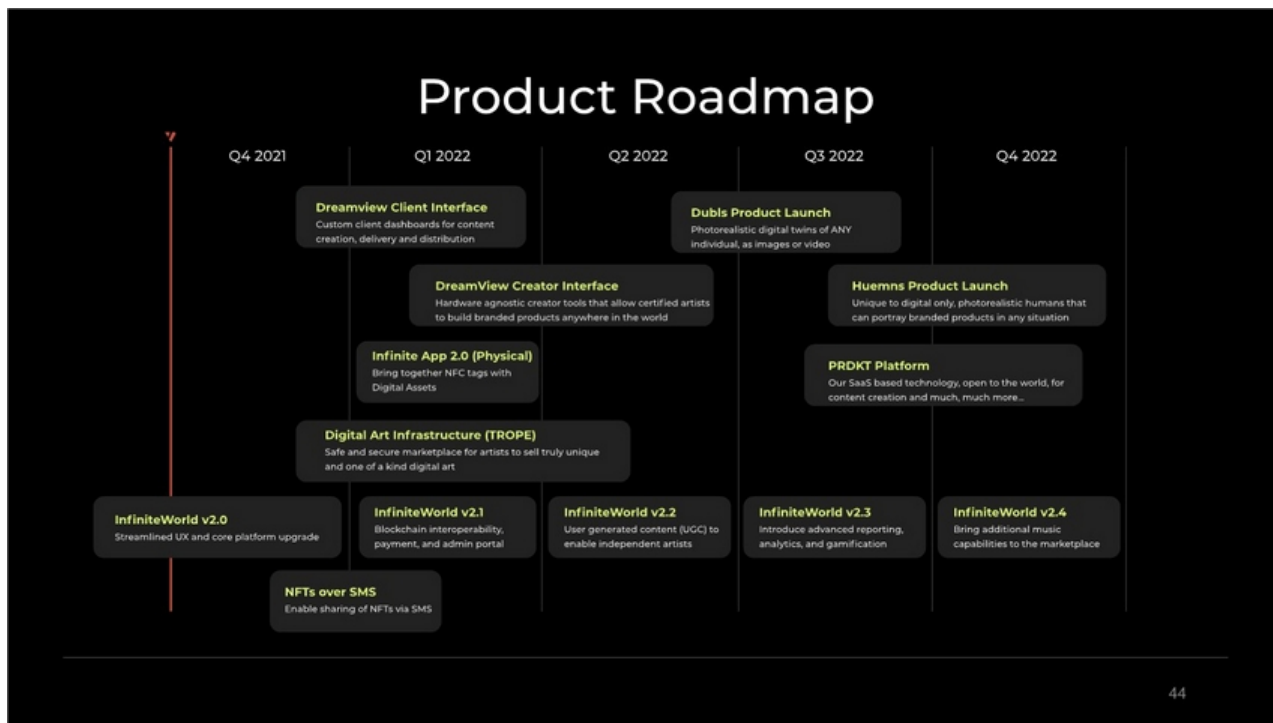 Product Roadmap
Q4 2021
Q1 2022
Q2 2022
Q3 2022
Q4 2022
Dreamview Client Interface
Custom client dashboards for content
creation, delivery and distribution
Dubls Product Launch
Photorealistic digital twins of ANY
individual, as images or video
DreamView Creator Interface
Hardware agnostic creator tools that allow certified artists
to build branded products anywhere in the world
Huemns Product Launch
Unique to digital only, photorealistic humans that
can portray branded products in any situation
Infinite App 2.0 (Physical)
Bring together NFC tags with
Digital Assets
PRDKT Platform
Our SaaS based technology, open to the world, for
content creation and much, much more...
Digital Art Infrastructure (TROPE)
Safe and secure marketplace for artists to sell truly unique
and one of a kind digital art
InfiniteWorld v2.0
Streamlined UX and core platform upgrade
InfiniteWorld v2.1
Blockchain interoperability,
payment, and admin portal
InfiniteWorld v2.2
User generated content (UGC) to
enable independent artists
InfiniteWorld v2.3
Introduce advanced reporting,
analytics, and gamification
InfiniteWorld v2.4
Bring additional music
capabilities to the marketplace
NFTs over SMS
Enable sharing of NFTs via SMS
44